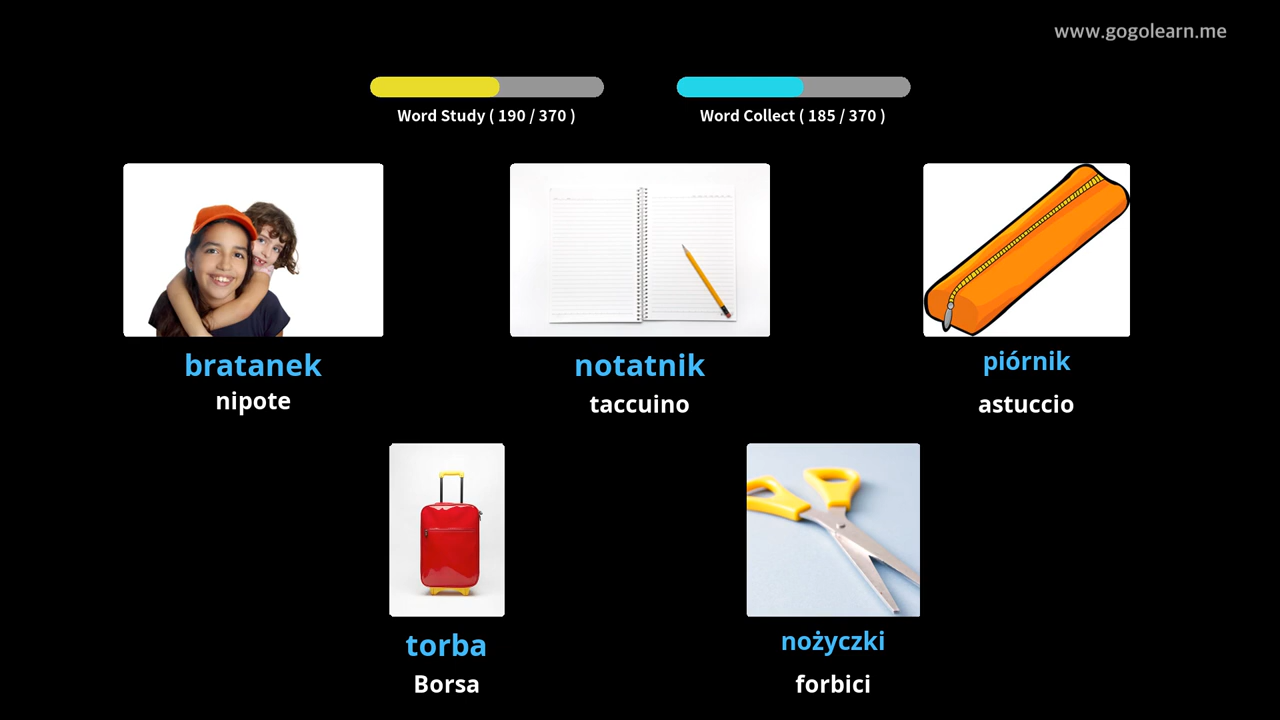 www.gogolearn.me
Word Study ( 190 / 370 )
Word Collect ( 185 / 370 )
bratanek
nipote
notatnik
taccuino
piórnik
astuccio
torba
Borsa
nożyczki
forbici